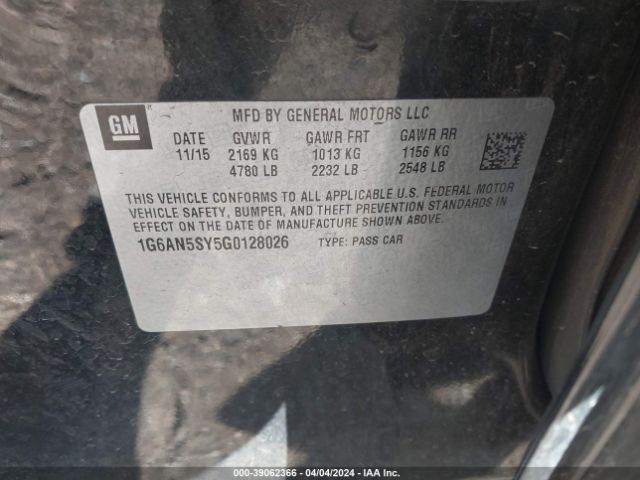 GM
MFD BY GENERAL MOTORS LLC
DATE GVWR GAWR FRT GAWR RR
11/15 2169 KG 1013 KG 1156 KG
4780 LB 2232 LB 2548 LB
THIS VEHICLE CONFORMS TO ALL APPLICABLE U.S. FEDERAL MOTOR
VEHICLE SAFETY, BUMPER, AND THEFT PREVENTION STANDARDS IN
EFFECT ON THE DATE OF MANUFACTURE SHOWN ABOVE.
1G6AN5SY5G0128026 TYPE: PASS CAR
000-39062366 - 04/04/2024 - IAA Inc.